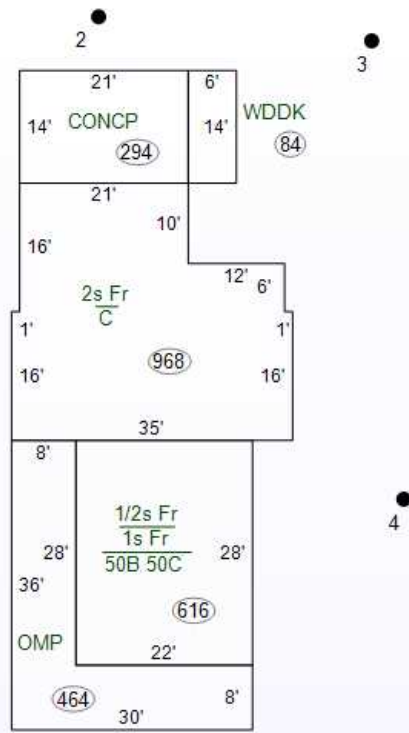 2
3
21' 6'
14' CONCP 14' WDDK
294 84
21'
16' 10'
12'
6'
2s Fr
C
1' 1'
16' 968 16'
35'
8'
1/2s Fr
1s Fr
50B 50C
28' 28'
36'
4
616
OMP 22'
464 8'
30'